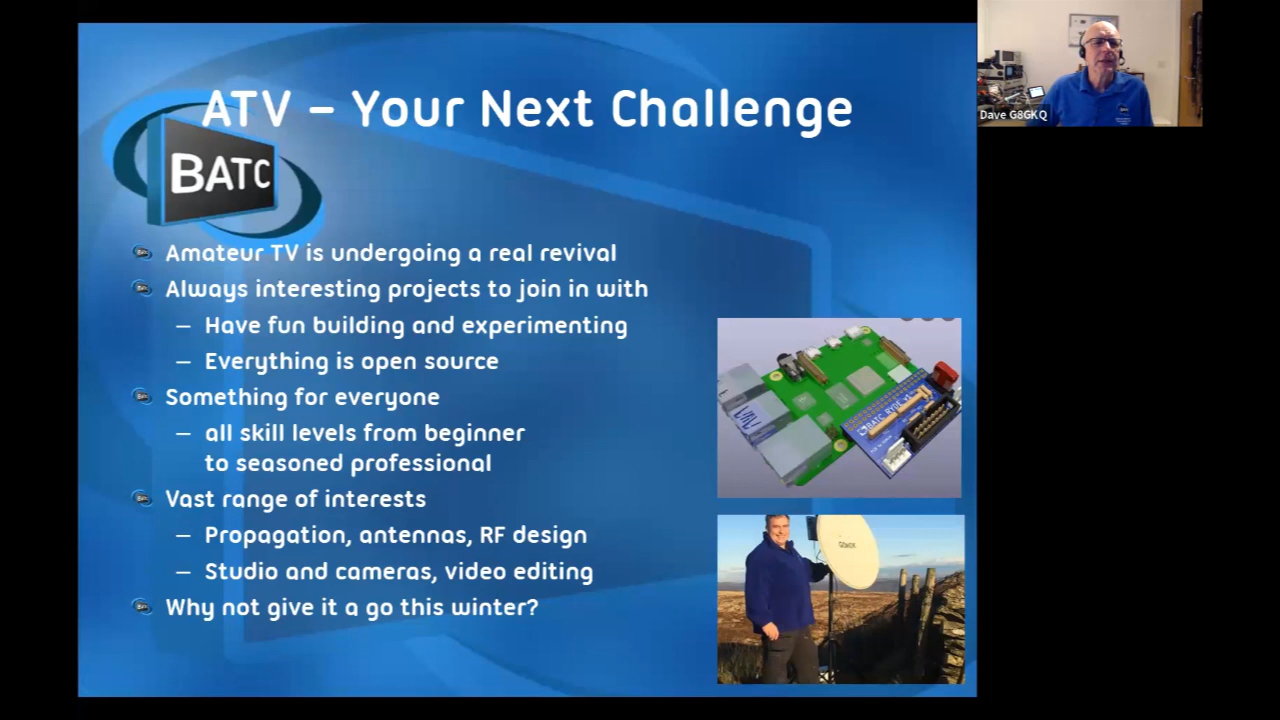 ATV – Your Next Challenge
BATC
Dave G8GKQ
Amateur TV is undergoing a real revival
Always interesting projects to join in with
– Have fun building and experimenting
– Everything is open source
Something for everyone
– all skill levels from beginner
to seasoned professional
Vast range of interests
– Propagation, antennas, RF design
– Studio and cameras, video editing
Why not give it a go this winter?
BATC RYDE